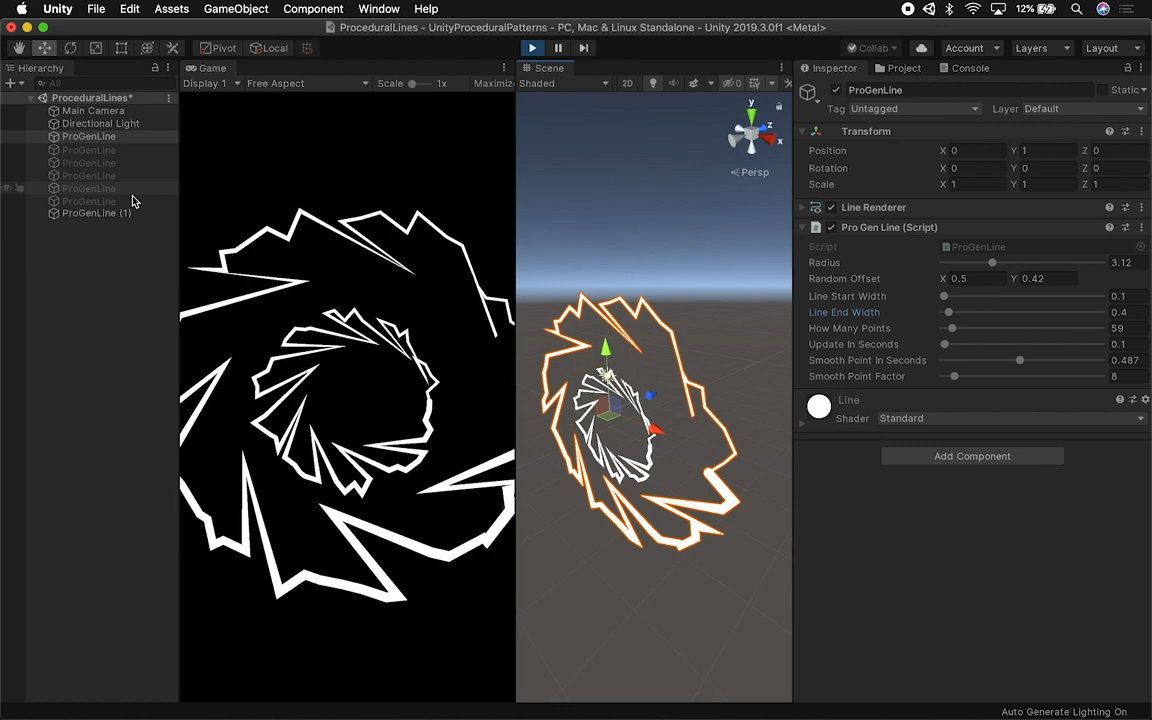 Unity File Edit Assets GameObject Component Window Help 12%
ProceduralLines - UnityProceduralPatterns - PC, Mac & Linux Standalone - Unity 2019.3.0f1 <Metal>
Pivot Local Collab Account Layers Layout
Hierarchy
All
ProceduralLines*
Main Camera
Directional Light
ProGenLine
ProGenLine
ProGenLine
ProGenLine
ProGenLine
ProGenLine
ProGenLine (1)
Game
Display 1 Free Aspect Scale 1x Maximiz
Scene
Shaded 2D 0
y
z
x
Persp
Inspector Project Console
ProGenLine Static
Tag Untagged Layer Default
Transform
Position X 0 Y 1 Z 0
Rotation X 0 Y 0 Z 0
Scale X 1 Y 1 Z 1
Line Renderer
Pro Gen Line (Script)
Script ProGenLine
Radius 3.12
Random Offset X 0.5 Y 0.42
Line Start Width 0.1
Line End Width 0.4
How Many Points 59
Update In Seconds 0.1
Smooth Point In Seconds 0.487
Smooth Point Factor 8
Line
Shader Standard
Add Component
Auto Generate Lighting On